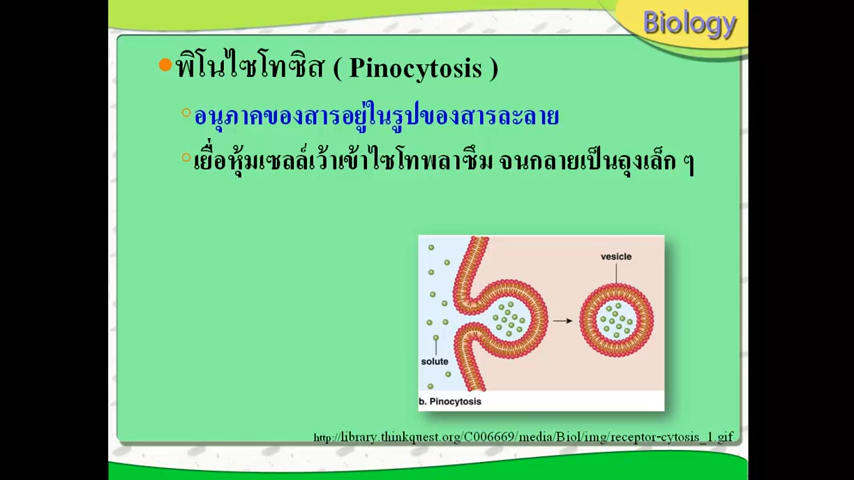 Biology
พิโนไซโทซิส ( Pinocytosis )
อนุภาคของสารอยู่ในรูปของสารละลาย
เยื่อหุ้มเซลล์เว้าเข้าไซโทพลาซึม จนกลายเป็นถุงเล็ก ๆ
vesicle
solute
b. Pinocytosis
http://library.thinkquest.org/C006669/media/Biol/img/receptor-cytosis_1.gif